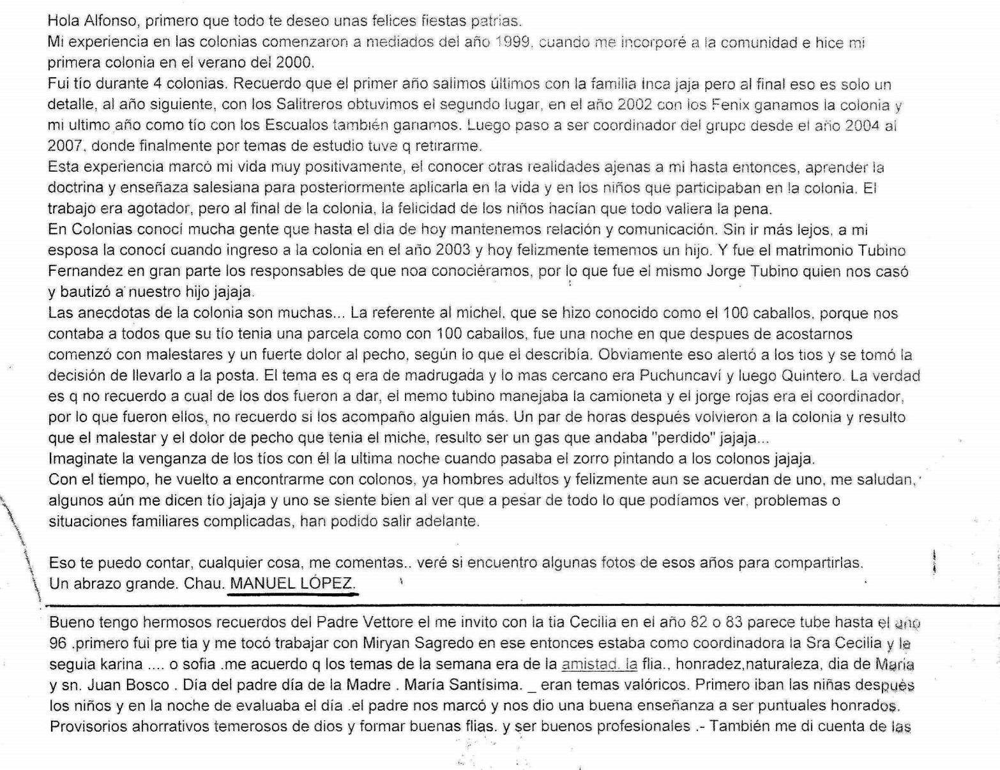 Hola Alfonso, primero que todo te deseo unas felices fiestas patrias.
Mi experiencia en las colonias comenzaron a mediados del año 1999, cuando me incorporé a la comunidad e hice mi
primera colonia en el verano del 2000.
Fui tío durante 4 colonias. Recuerdo que el primer año salimos últimos con la familia Inca jaja pero al final eso es solo un
detalle, al año siguiente, con los Salitreros obtuvimos el segundo lugar, en el año 2002 con los Fenix ganamos la colonia y
mi ultimo año como tío con los Escualos también ganamos. Luego paso a ser coordinador del grupo desde el año 2004 al
2007, donde finalmente por temas de estudio tuve q retirarme.
Esta experiencia marcó mi vida muy positivamente, el conocer otras realidades ajenas a mi hasta entonces, aprender la
doctrina y enseñaza salesiana para posteriormente aplicarla en la vida y en los niños que participaban en la colonia. El
trabajo era agotador, pero al final de la colonia, la felicidad de los niños hacían que todo valiera la pena.
En Colonias conocí mucha gente que hasta el dia de hoy mantenemos relación y comunicación. Sin ir más lejos, a mi
esposa la conocí cuando ingreso a la colonia en el año 2003 y hoy felizmente tememos un hijo. Y fue el matrimonio Tubino
Fernandez en gran parte los responsables de que noa conociéramos, por lo que fue el mismo Jorge Tubino quien nos casó
y bautizó a nuestro hijo jajaja.
Las anecdotas de la colonia son muchas... La referente al michel, que se hizo conocido como el 100 caballos, porque nos
contaba a todos que su tío tenia una parcela como con 100 caballos, fue una noche en que despues de acostarnos
comenzó con malestares y un fuerte dolor al pecho, según lo que el describía. Obviamente eso alertó a los tios y se tomó la
decisión de llevarlo a la posta. El tema es q era de madrugada y lo mas cercano era Puchuncaví y luego Quintero. La verdad
es q no recuerdo a cual de los dos fueron a dar, el memo tubino manejaba la camioneta y el jorge rojas era el coordinador,
por lo que fueron ellos, no recuerdo si los acompaño alguien más. Un par de horas después volvieron a la colonia y resulto
que el malestar y el dolor de pecho que tenia el miche, resulto ser un gas que andaba "perdido" jajaja...
Imaginate la venganza de los tíos con él la ultima noche cuando pasaba el zorro pintando a los colonos jajaja.
Con el tiempo, he vuelto a encontrarme con colonos, ya hombres adultos y felizmente aun se acuerdan de uno, me saludan,
algunos aún me dicen tío jajaja y uno se siente bien al ver que a pesar de todo lo que podíamos ver, problemas o
situaciones familiares complicadas, han podido salir adelante.
Eso te puedo contar, cualquier cosa, me comentas.. veré si encuentro algunas fotos de esos años para compartirlas.
Un abrazo grande. Chau. MANUEL LÓPEZ.
Bueno tengo hermosos recuerdos del Padre Vettore el me invito con la tia Cecilia en el año 82 o 83 parece tube hasta el año
96 .primero fui pre tia y me tocó trabajar con Miryan Sagredo en ese entonces estaba como coordinadora la Sra Cecilia y le
seguia karina .... o sofia .me acuerdo q los temas de la semana era de la amistad. la flia., honradez,naturaleza, dia de Maria
y sn. Juan Bosco . Día del padre día de la Madre . María Santísima. _ eran temas valóricos. Primero iban las niñas después
los niños y en la noche de evaluaba el día .el padre nos marcó y nos dio una buena enseñanza a ser puntuales honrados.
Provisorios ahorrativos temerosos de dios y formar buenas flias. y ser buenos profesionales .- También me di cuenta de las